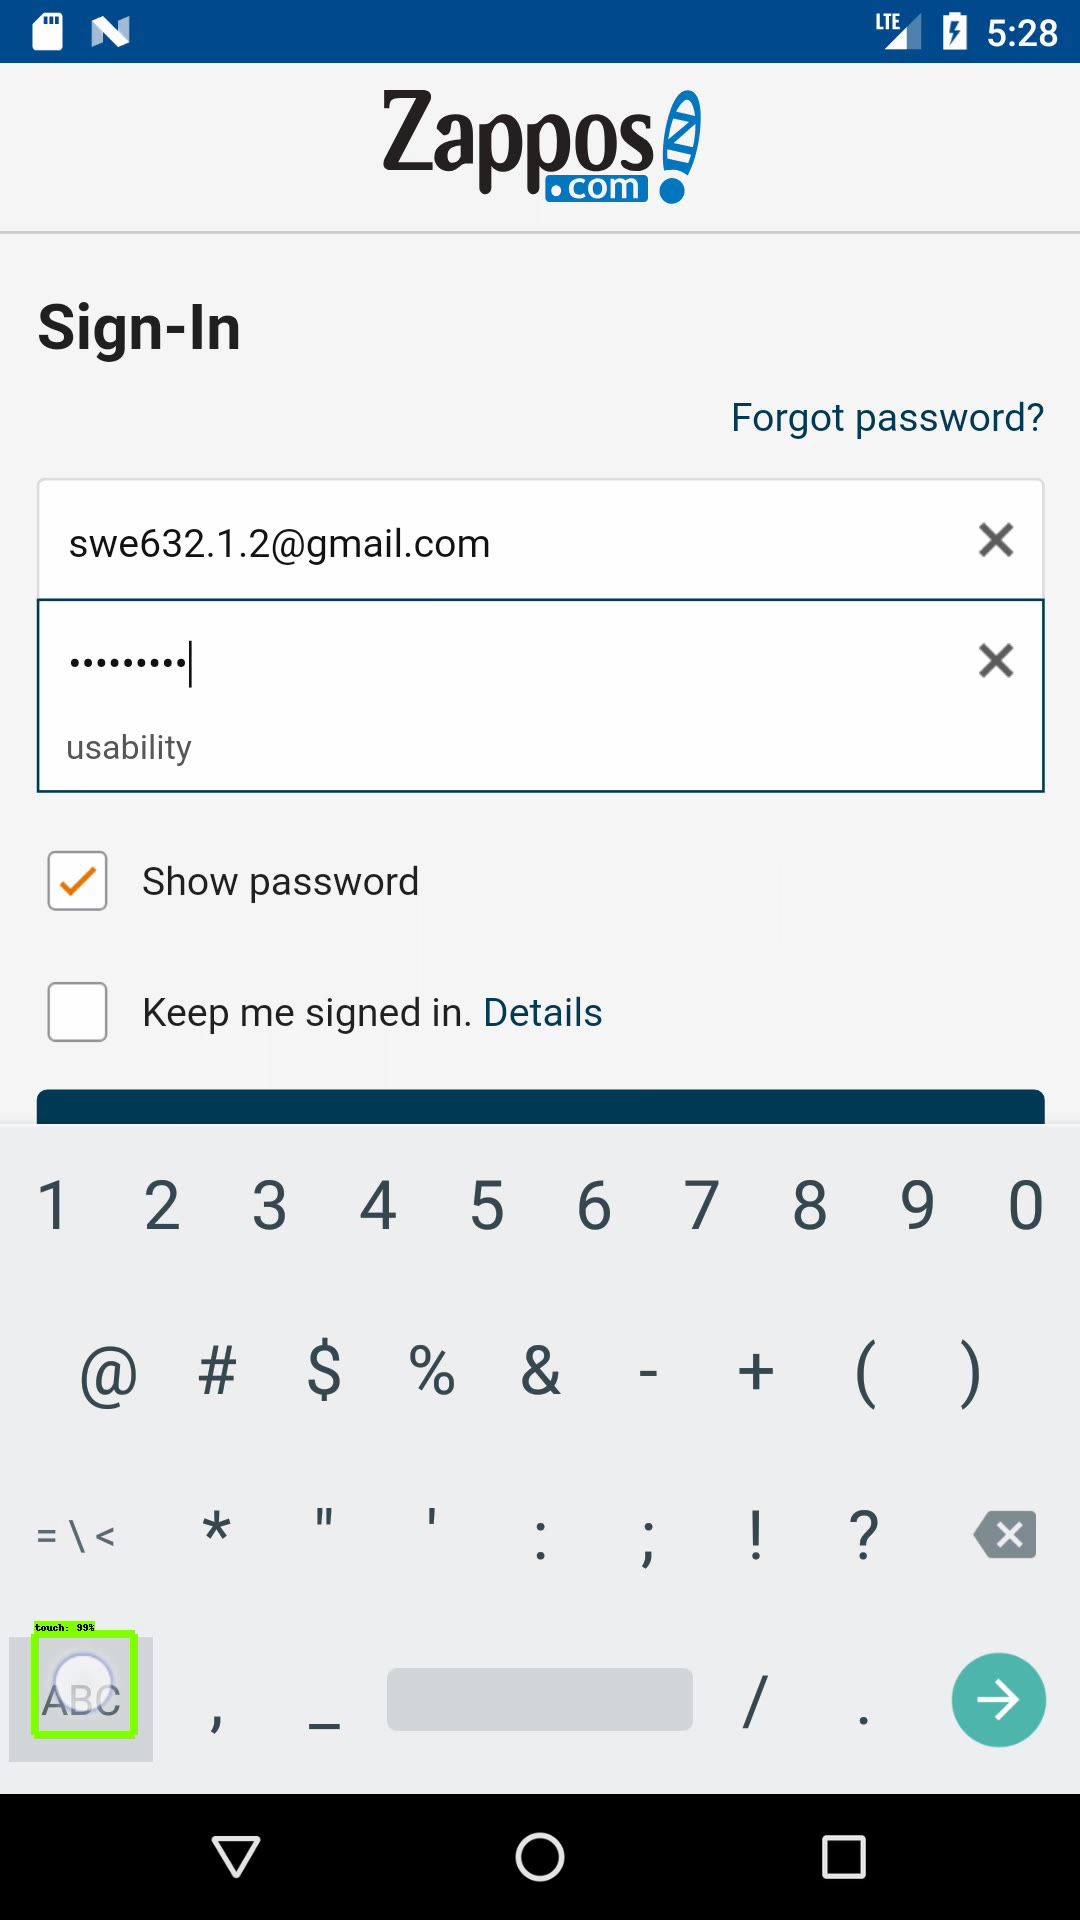 LTE 5:28
Zappos
.com
Sign-In
Forgot password?
swe632.1.2@gmail.com
•••••••••
usability
Show password
Keep me signed in. Details
1 2 3 4 5 6 7 8 9 0
@ # $ % & - + ( )
= \ < * " ' : ; ! ?
touch: 99%
ABC , _ / .